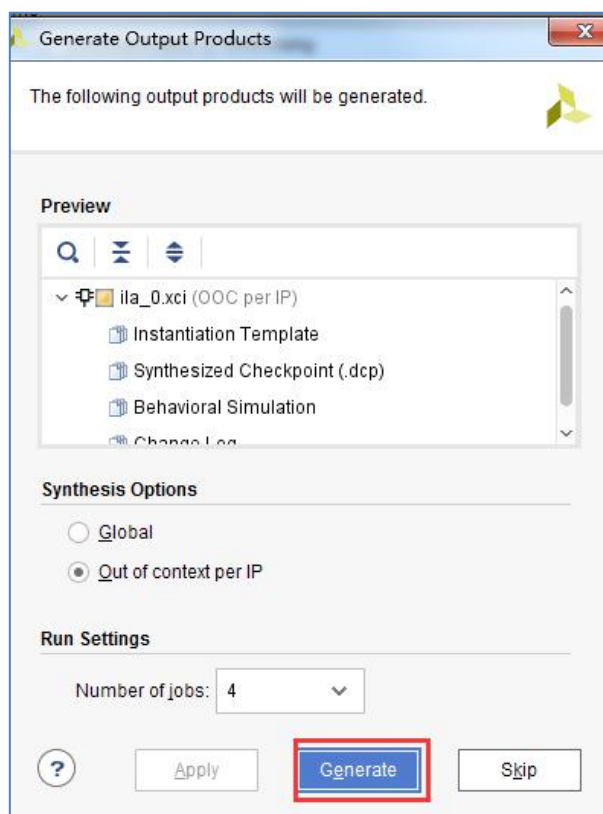 Generate Output Products
The following output products will be generated.
Preview
ila_0.xci (OOC per IP)
Instantiation Template
Synthesized Checkpoint (.dcp)
Behavioral Simulation
Change Log
Synthesis Options
Global
Out of context per IP
Run Settings
Number of jobs: 4
? Apply Generate Skip